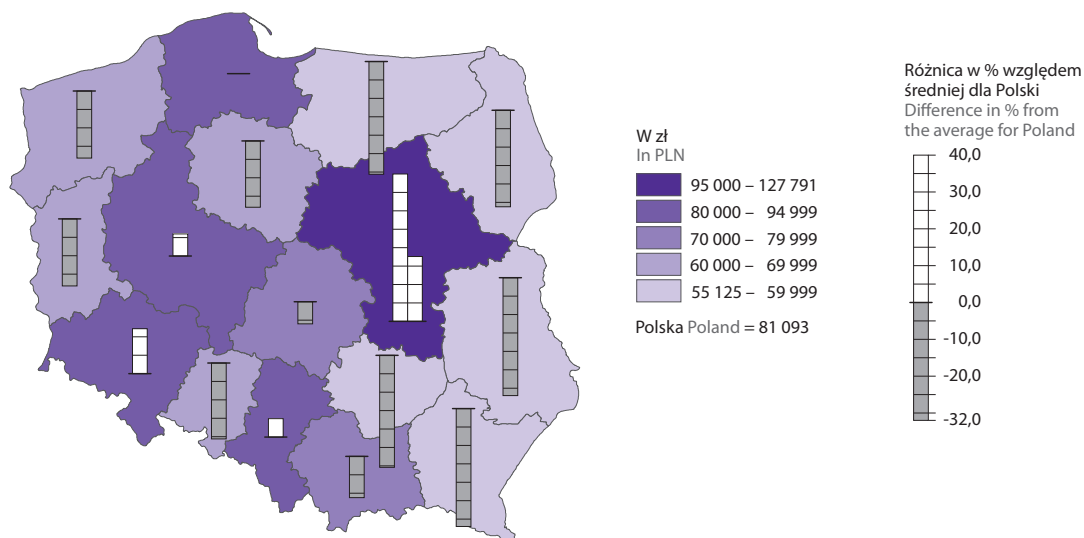 W zł
In PLN
95 000 – 127 791
80 000 – 94 999
70 000 – 79 999
60 000 – 69 999
55 125 – 59 999
Polska Poland = 81 093
Różnica w % względem
średniej dla Polski
Difference in % from
the average for Poland
40,0
30,0
20,0
10,0
0,0
-10,0
-20,0
-32,0